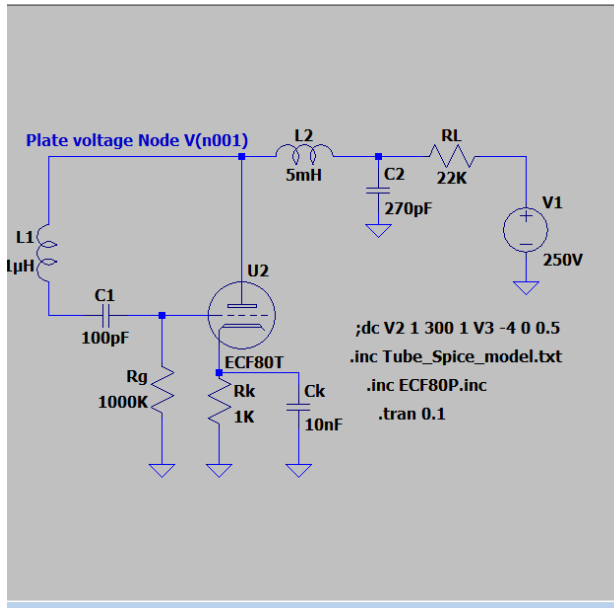 Plate voltage Node V(n001)
L2
5mH
RL
22K
C2
270pF
V1
250V
L1
1µH
C1
100pF
U2
ECF80T
Rg
1000K
Rk
1K
Ck
10nF
;dc V2 1 300 1 V3 -4 0 0.5
.inc Tube_Spice_model.txt
.inc ECF80P.inc
.tran 0.1